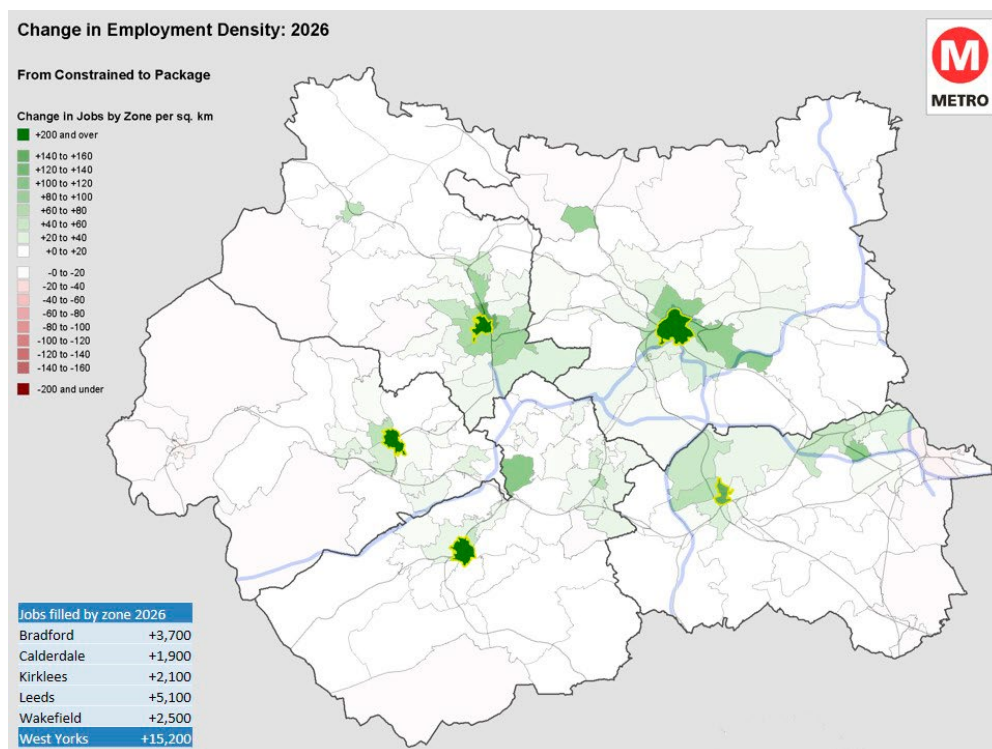 Change in Employment Density: 2026
From Constrained to Package
Change in Jobs by Zone per sq. km
+200 and over
+140 to +160
+120 to +140
+100 to +120
+80 to +100
+60 to +80
+40 to +60
+20 to +40
+0 to +20
-0 to -20
-20 to -40
-40 to -60
-60 to -80
-80 to -100
-100 to -120
-120 to -140
-140 to -160
-200 and under
M
METRO
Jobs filled by zone 2026
Bradford +3,700
Calderdale +1,900
Kirklees +2,100
Leeds +5,100
Wakefield +2,500
West Yorks +15,200